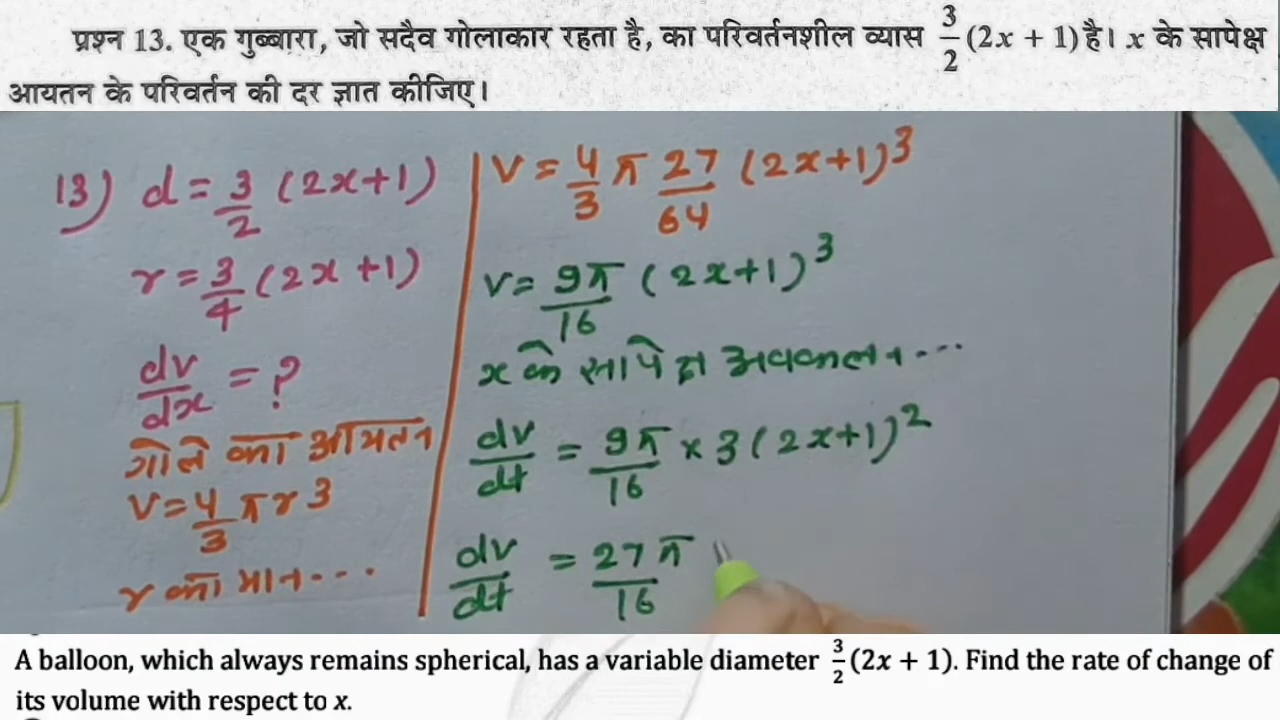 प्रश्न 13. एक गुब्बारा, जो सदैव गोलाकार रहता है, का परिवर्तनशील व्यास 3/2 (2x + 1) है। x के सापेक्ष
आयतन के परिवर्तन की दर ज्ञात कीजिए।
13) d = 3/2 (2x+1)
r = 3/4 (2x+1)
dv/dx = ?
गोले का आयतन
V = 4/3 π r3
r का मान...
V = 4/3 π 27/64 (2x+1)³
V = 9π/16 (2x+1)³
x के सापेक्ष अवकलन...
dv/dt = 9π/16 × 3(2x+1)²
dv/dt = 27π/16
A balloon, which always remains spherical, has a variable diameter 3/2 (2x + 1). Find the rate of change of
its volume with respect to x.